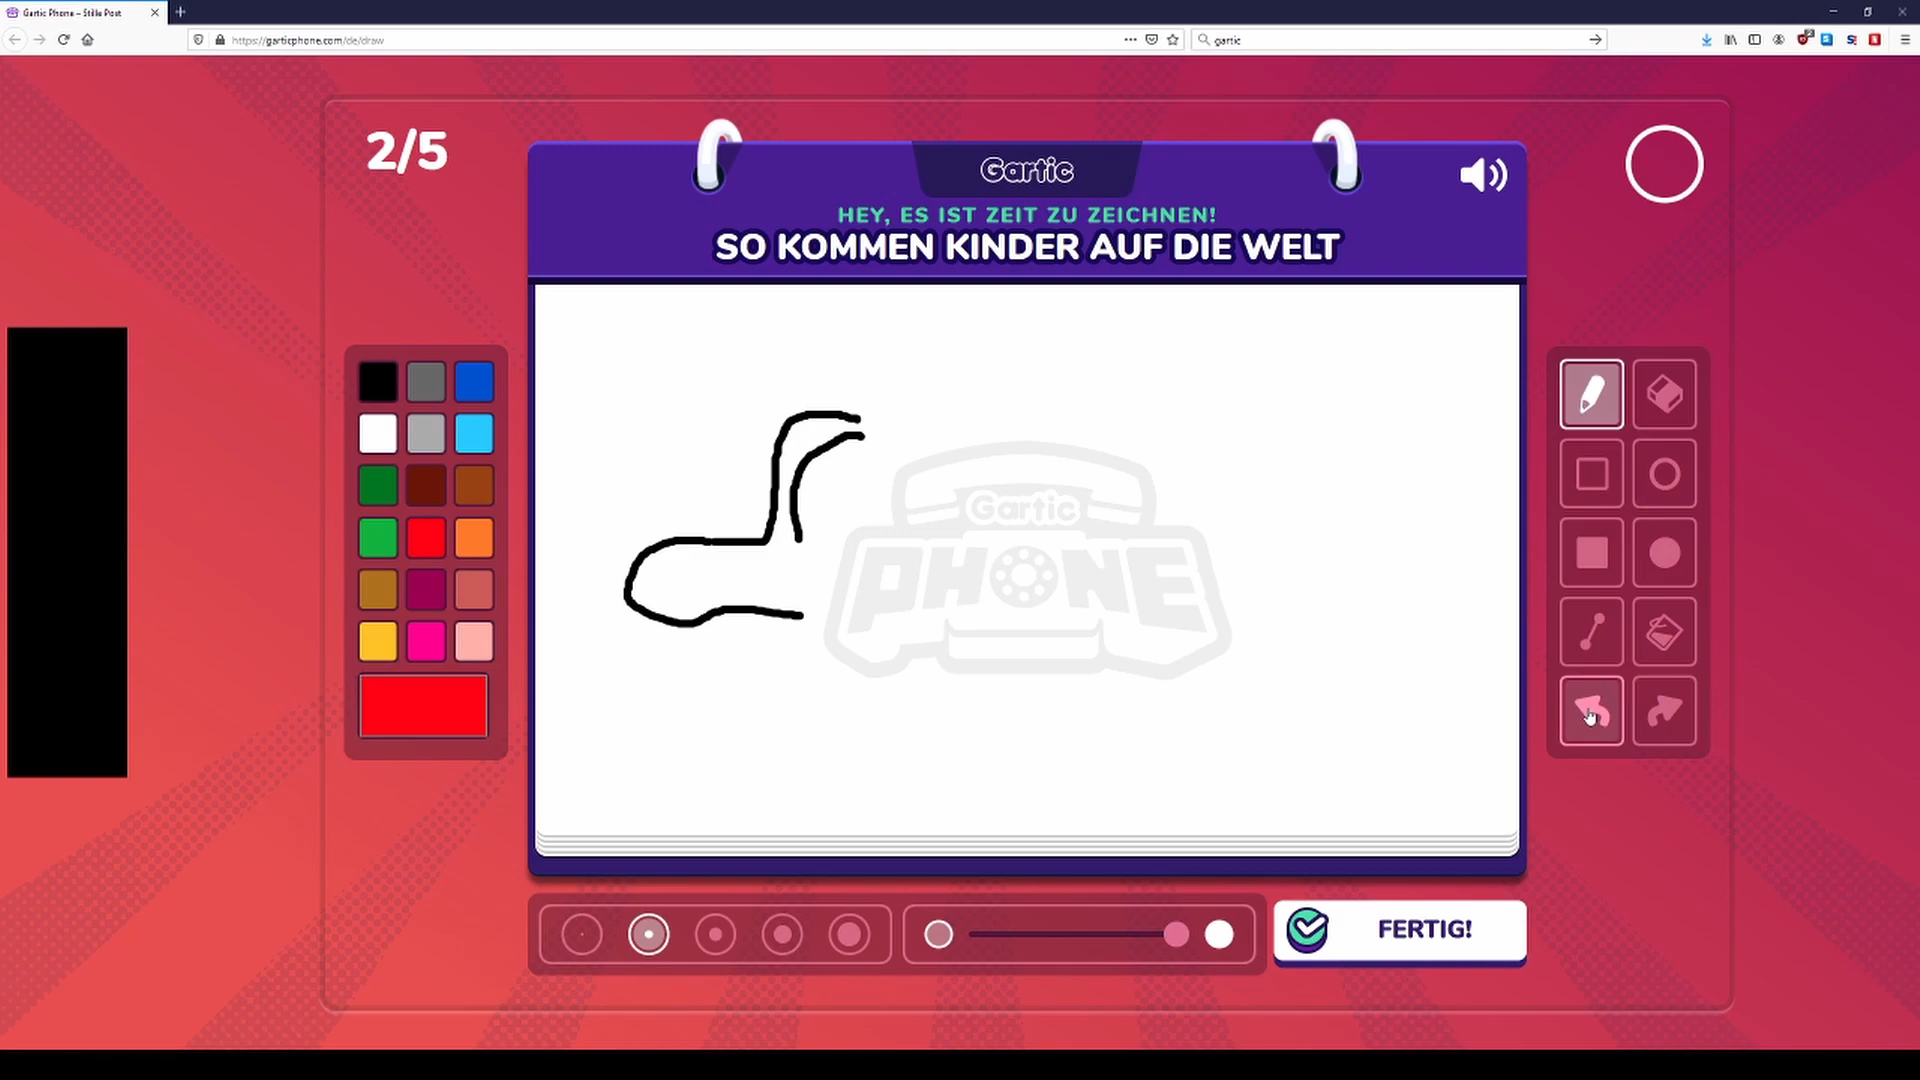 Gartic Phone – Stille Post
https://garticphone.com/de/draw
gartic
2/5
Gartic
HEY, ES IST ZEIT ZU ZEICHNEN!
SO KOMMEN KINDER AUF DIE WELT
Gartic
PHONE
FERTIG!